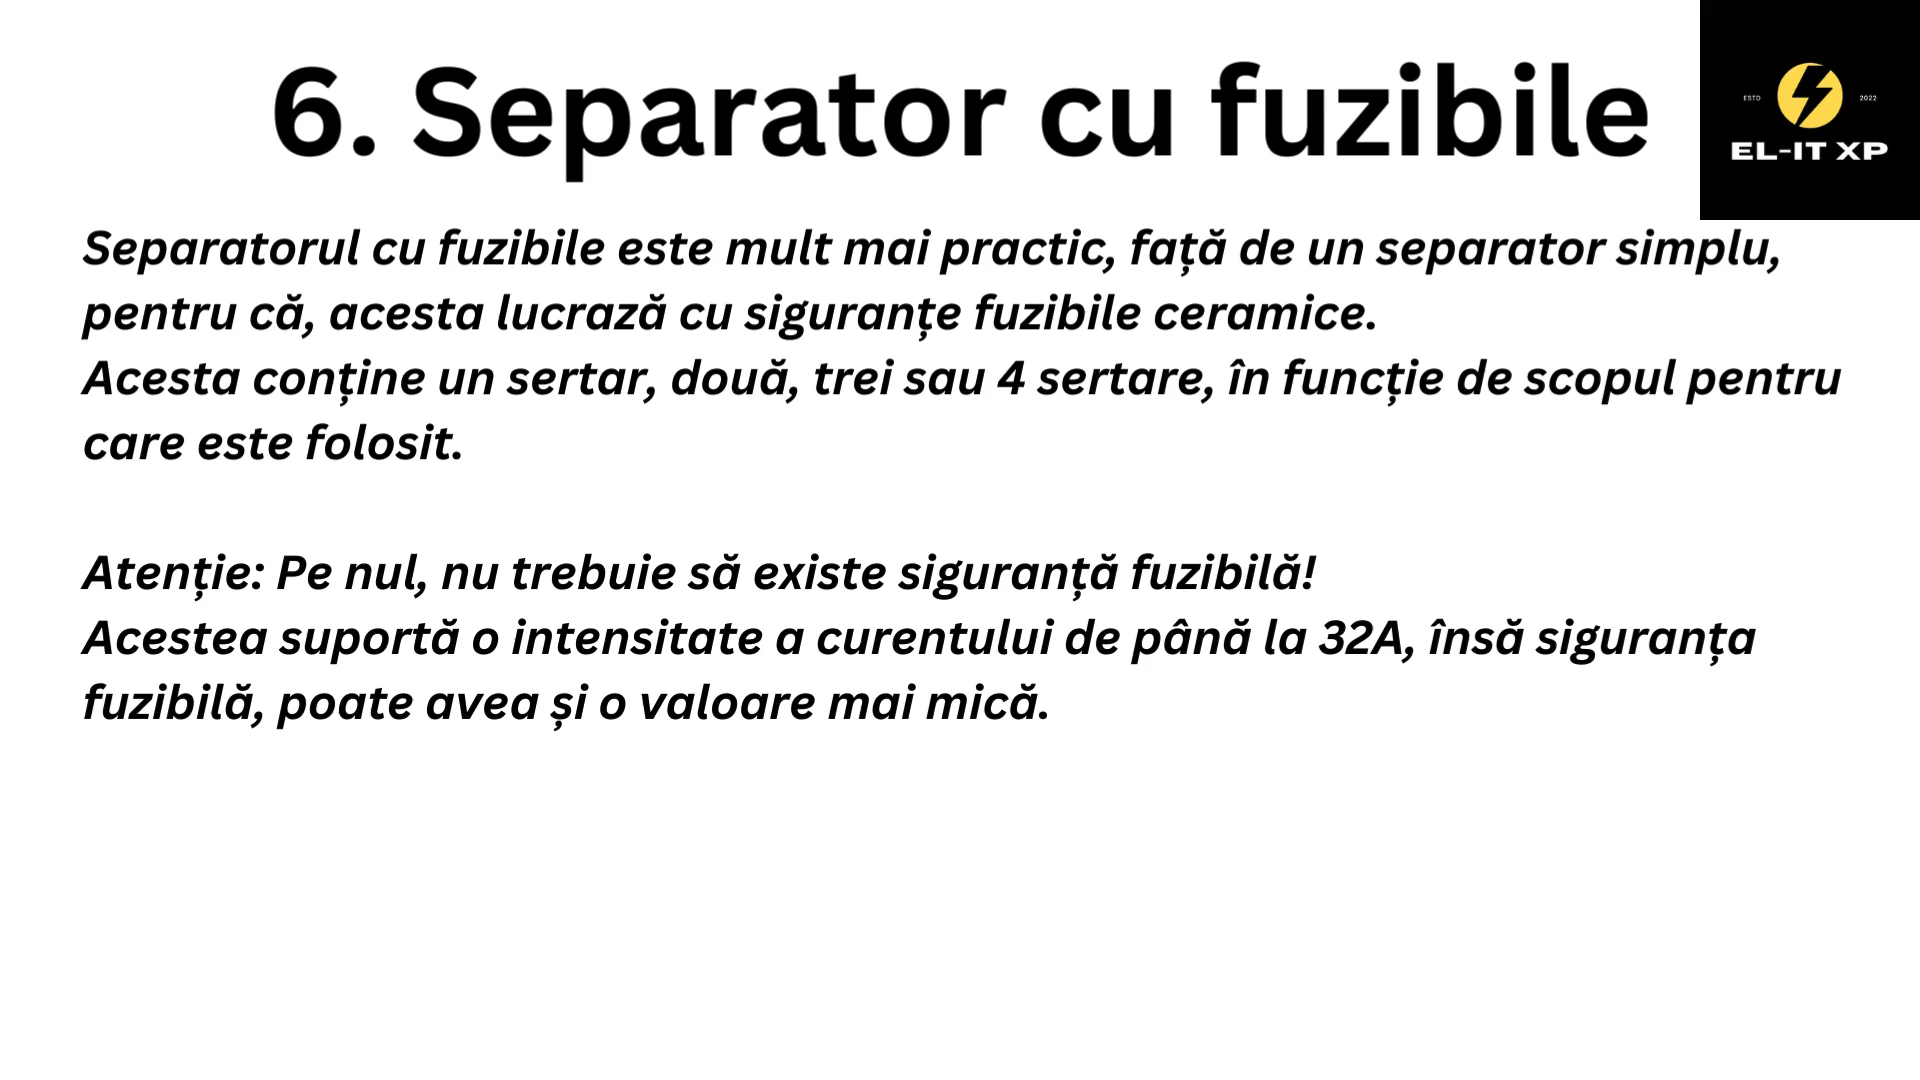 6. Separator cu fuzibile
ESTD
2022
EL-IT XP
Separatorul cu fuzibile este mult mai practic, față de un separator simplu,
pentru că, acesta lucrază cu siguranțe fuzibile ceramice.
Acesta conține un sertar, două, trei sau 4 sertare, în funcție de scopul pentru
care este folosit.
Atenție: Pe nul, nu trebuie să existe siguranță fuzibilă!
Acestea suportă o intensitate a curentului de până la 32A, însă siguranța
fuzibilă, poate avea și o valoare mai mică.